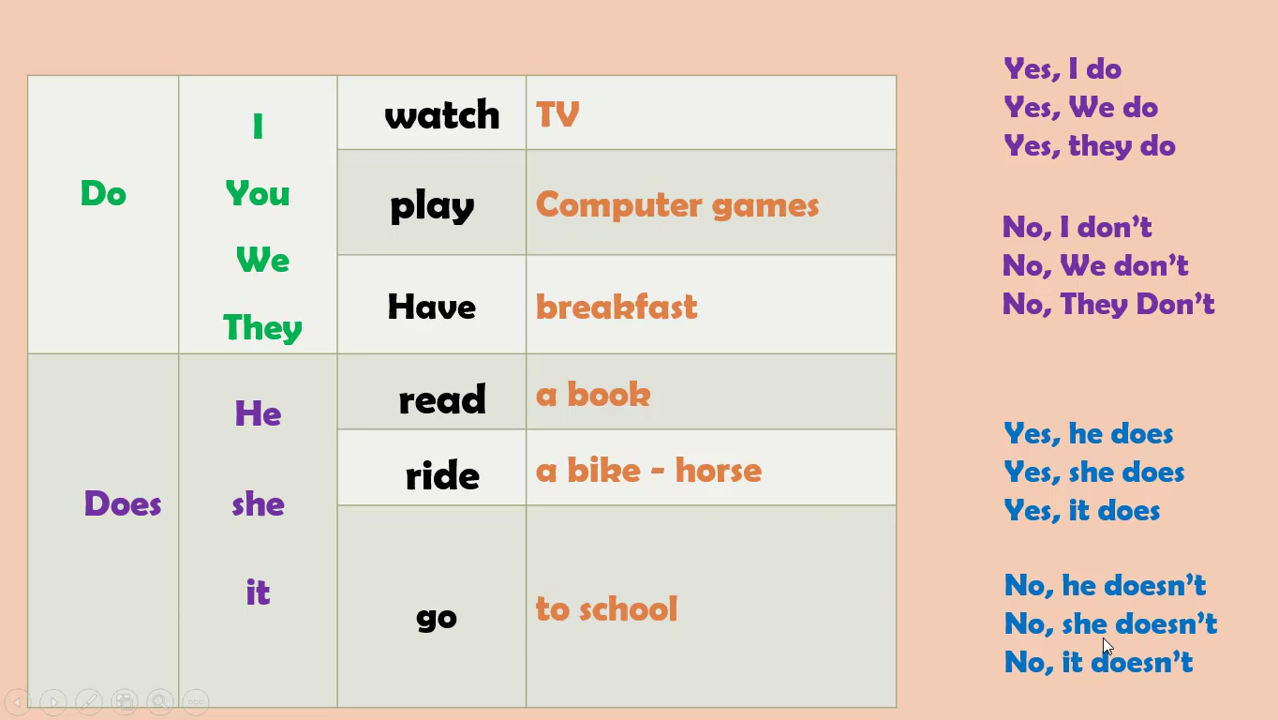 Do
I
You
We
They
watch
TV
play
Computer games
Have
breakfast
Does
He
she
it
read
a book
ride
a bike - horse
go
to school
Yes, I do
Yes, We do
Yes, they do
No, I don't
No, We don't
No, They Don't
Yes, he does
Yes, she does
Yes, it does
No, he doesn't
No, she doesn't
No, it doesn't